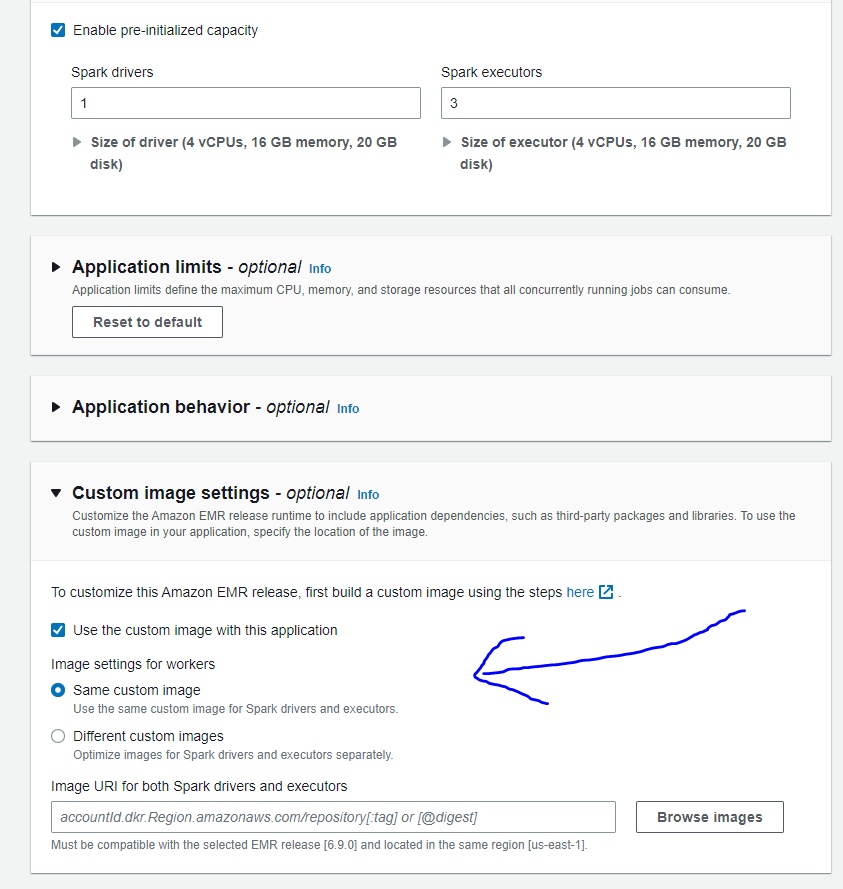 Enable pre-initialized capacity
Spark drivers
Spark executors
1
3
Size of driver (4 vCPUs, 16 GB memory, 20 GB
disk)
Size of executor (4 vCPUs, 16 GB memory, 20 GB
disk)
Application limits - optional Info
Application limits define the maximum CPU, memory, and storage resources that all concurrently running jobs can consume.
Reset to default
Application behavior - optional Info
Custom image settings - optional Info
Customize the Amazon EMR release runtime to include application dependencies, such as third-party packages and libraries. To use the
custom image in your application, specify the location of the image.
To customize this Amazon EMR release, first build a custom image using the steps here .
Use the custom image with this application
Image settings for workers
Same custom image
Use the same custom image for Spark drivers and executors.
Different custom images
Optimize images for Spark drivers and executors separately.
Image URI for both Spark drivers and executors
accountId.dkr.Region.amazonaws.com/repository[:tag] or [@digest]
Browse images
Must be compatible with the selected EMR release [6.9.0] and located in the same region [us-east-1].